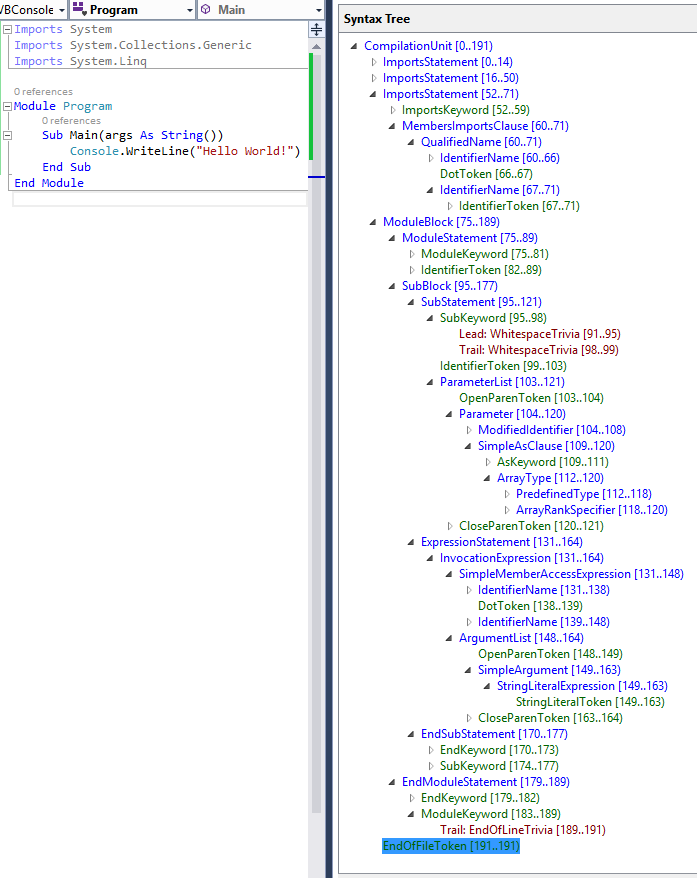 VBConsole
Program
Main
Imports System
Imports System.Collections.Generic
Imports System.Linq
0 references
Module Program
0 references
Sub Main(args As String())
Console.WriteLine("Hello World!")
End Sub
End Module
Syntax Tree
CompilationUnit [0..191)
ImportsStatement [0..14)
ImportsStatement [16..50)
ImportsStatement [52..71)
ImportsKeyword [52..59)
MembersImportsClause [60..71)
QualifiedName [60..71)
IdentifierName [60..66)
DotToken [66..67)
IdentifierName [67..71)
IdentifierToken [67..71)
ModuleBlock [75..189)
ModuleStatement [75..89)
ModuleKeyword [75..81)
IdentifierToken [82..89)
SubBlock [95..177)
SubStatement [95..121)
SubKeyword [95..98)
Lead: WhitespaceTrivia [91..95)
Trail: WhitespaceTrivia [98..99)
IdentifierToken [99..103)
ParameterList [103..121)
OpenParenToken [103..104)
Parameter [104..120)
ModifiedIdentifier [104..108)
SimpleAsClause [109..120)
AsKeyword [109..111)
ArrayType [112..120)
PredefinedType [112..118)
ArrayRankSpecifier [118..120)
CloseParenToken [120..121)
ExpressionStatement [131..164)
InvocationExpression [131..164)
SimpleMemberAccessExpression [131..148)
IdentifierName [131..138)
DotToken [138..139)
IdentifierName [139..148)
ArgumentList [148..164)
OpenParenToken [148..149)
SimpleArgument [149..163)
StringLiteralExpression [149..163)
StringLiteralToken [149..163)
CloseParenToken [163..164)
EndSubStatement [170..177)
EndKeyword [170..173)
SubKeyword [174..177)
EndModuleStatement [179..189)
EndKeyword [179..182)
ModuleKeyword [183..189)
Trail: EndOfLineTrivia [189..191)
EndOfFileToken [191..191)